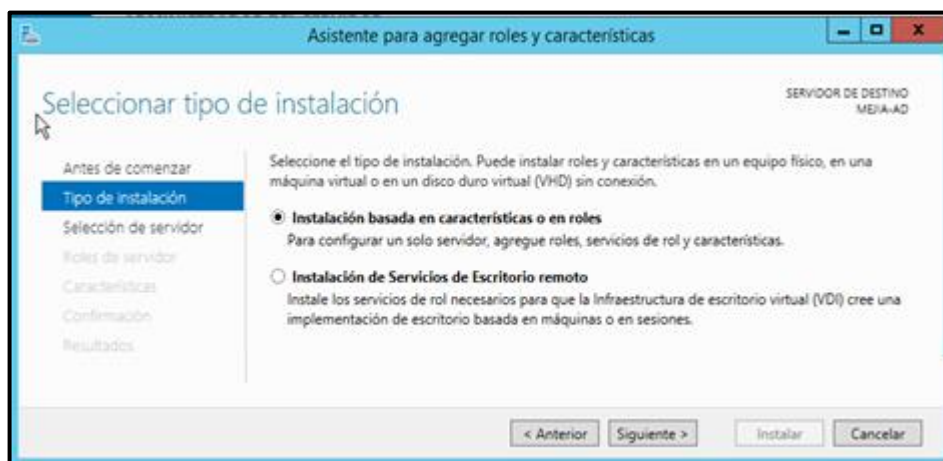 Asistente para agregar roles y características
Seleccionar tipo de instalación
SERVIDOR DE DESTINO
MEJIA-AD
Antes de comenzar
Tipo de instalación
Selección de servidor
Roles de servidor
Características
Confirmación
Resultados
Seleccione el tipo de instalación. Puede instalar roles y características en un equipo físico, en una
máquina virtual o en un disco duro virtual (VHD) sin conexión.
Instalación basada en características o en roles
Para configurar un solo servidor, agregue roles, servicios de rol y características.
Instalación de Servicios de Escritorio remoto
Instale los servicios de rol necesarios para que la Infraestructura de escritorio virtual (VDI) cree una
implementación de escritorio basada en máquinas o en sesiones.
< Anterior
Siguiente >
Instalar
Cancelar